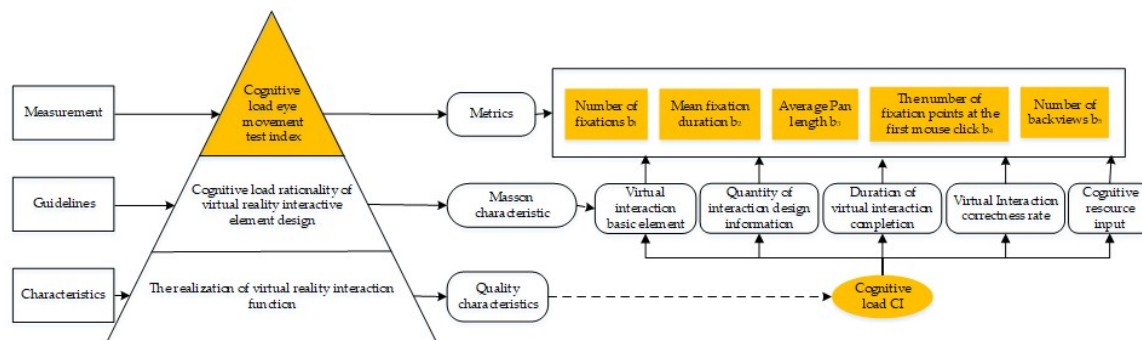 Measurement
Cognitive
load eye
movement
test index
Metrics
Number of
fixations b₁
Mean fixation
duration b₂
Average Pan
length b₃
The number of
fixation points at the
first mouse click b₄
Number of
backviews b₅
Guidelines
Cognitive load rationality of
virtual reality interactive
element design
Masson
characteristic
Virtual
interaction
basic element
Quantity of
interaction design
information
Duration of
virtual interaction
completion
Virtual Interaction
correctness rate
Cognitive
resource
input
Characteristics
The realization of virtual reality interaction
function
Quality
characteristics
Cognitive
load CI